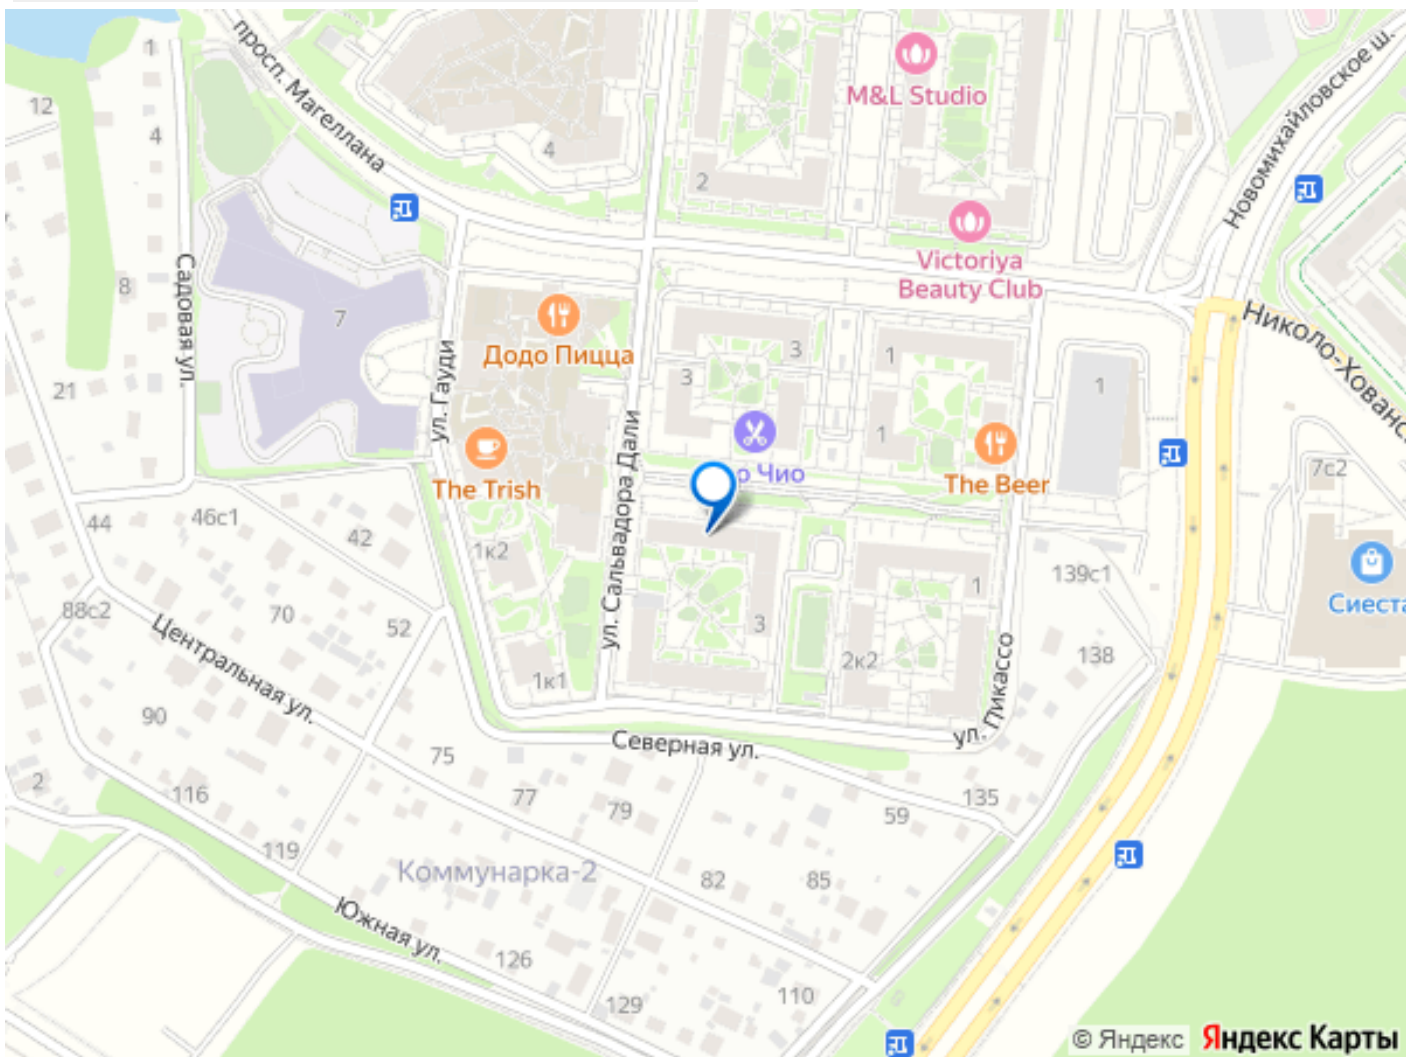 1
12
4
просп. Магеллана
4
M&L Studio
Новомихайловское ш.
2
Victoriya
Beauty Club
Садовая ул.
8
7
Додо Пицца
3
1
Николо-Хованс
21
ул. Гауди
3
1
1
Чио
The Beer
The Trish
ул. Сальвадора Дали
7с2
44
46с1
42
1к2
139с1
1
Сиеста
88с2
70
52
3
Центральная ул.
1к1
2к2
138
ул. Пикассо
90
Северная ул.
75
2
116
77
79
135
59
119
Коммунарка-2
82
85
Южная ул.
126
129
110
© Яндекс Яндекс Карты